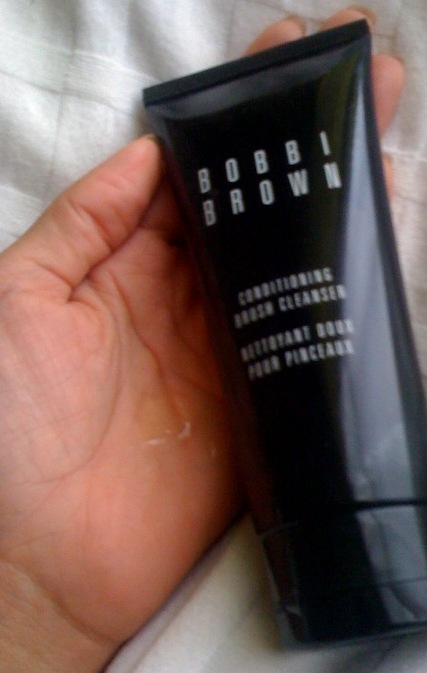 BOBBI
BROWN
CONDITIONING
BRUSH CLEANSER
NETTOYANT DOUX
POUR PINCEAUX